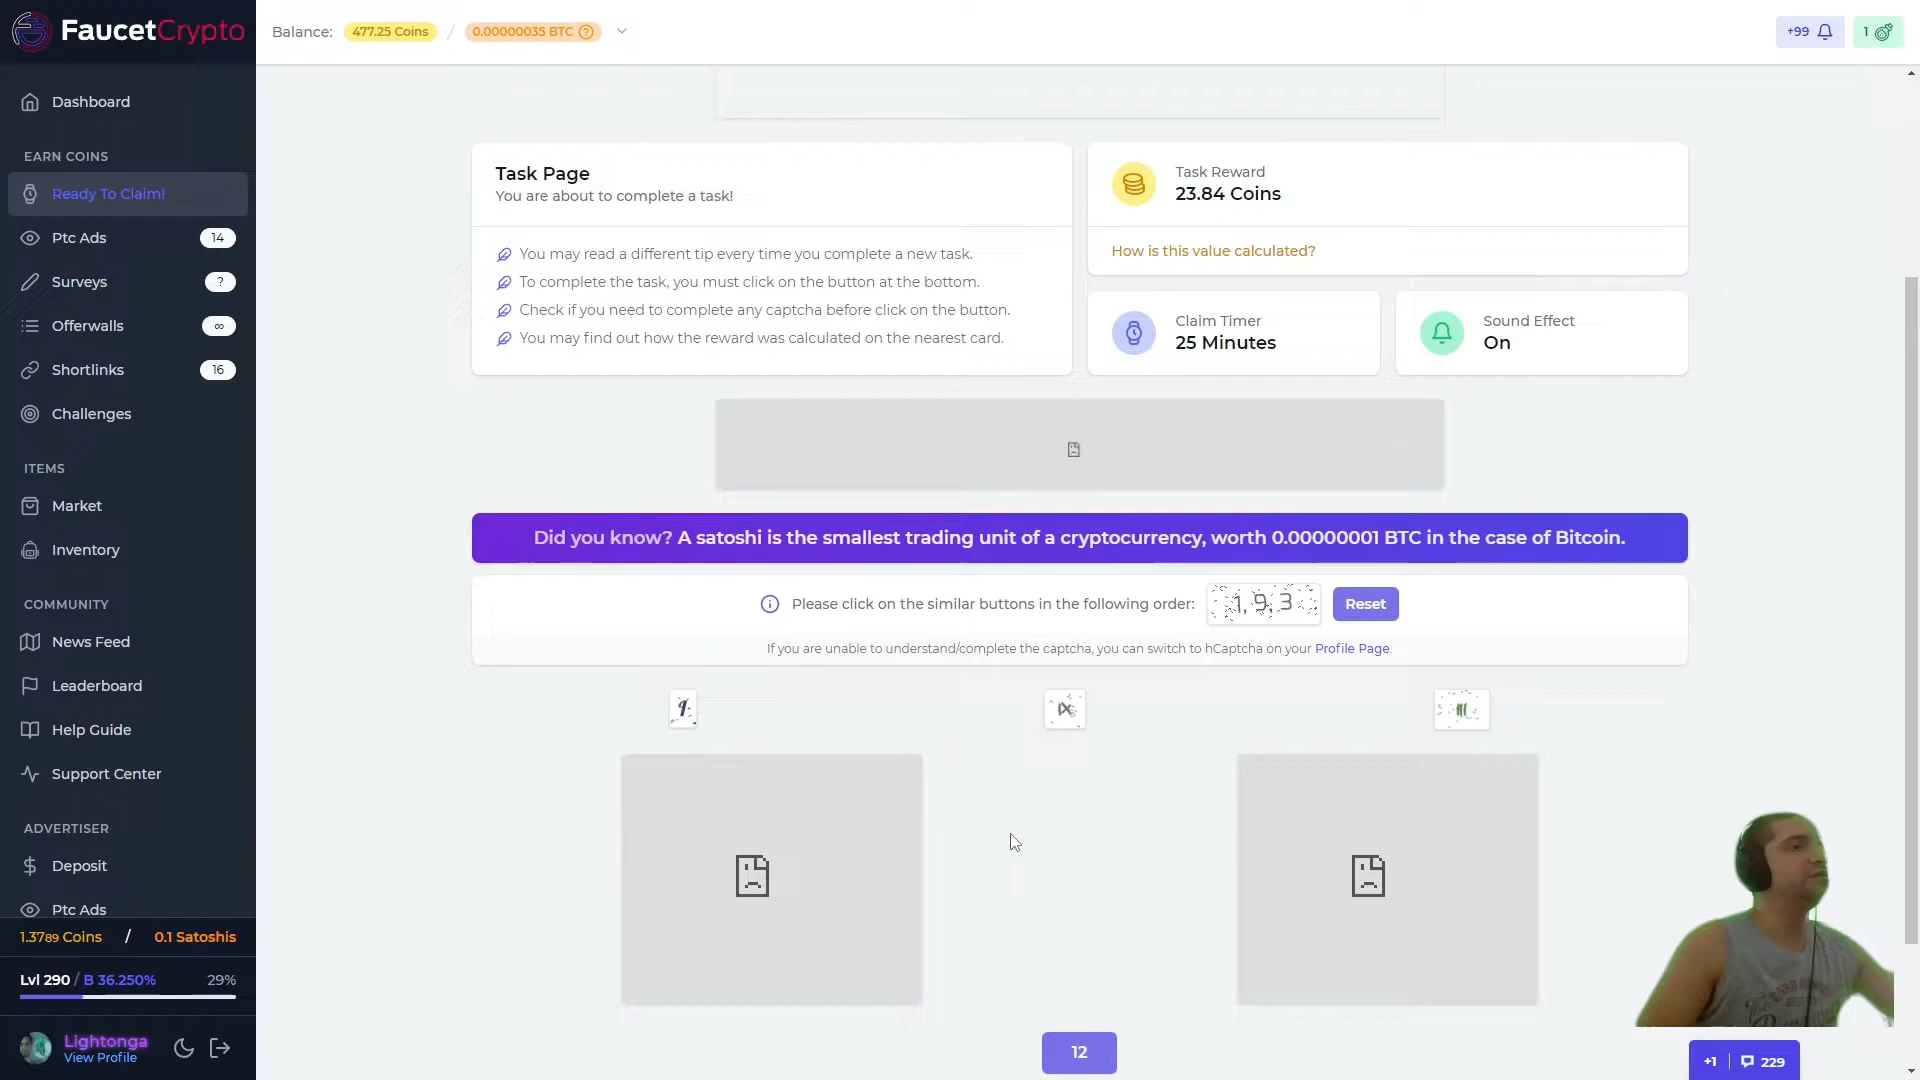 FaucetCrypto
Balance: 477.25 Coins / 0.00000035 BTC
+99
1
Dashboard
EARN COINS
Ready To Claim!
Ptc Ads 14
Surveys ?
Offerwalls ∞
Shortlinks 16
Challenges
ITEMS
Market
Inventory
COMMUNITY
News Feed
Leaderboard
Help Guide
Support Center
ADVERTISER
Deposit
Ptc Ads
1.3789 Coins / 0.1 Satoshis
Lvl 290 / B 36.250% 29%
Lightonga
View Profile
Task Page
You are about to complete a task!
You may read a different tip every time you complete a new task.
To complete the task, you must click on the button at the bottom.
Check if you need to complete any captcha before click on the button.
You may find out how the reward was calculated on the nearest card.
Task Reward
23.84 Coins
How is this value calculated?
Claim Timer
25 Minutes
Sound Effect
On
Did you know? A satoshi is the smallest trading unit of a cryptocurrency, worth 0.00000001 BTC in the case of Bitcoin.
Please click on the similar buttons in the following order: 1, 9, 3 Reset
If you are unable to understand/complete the captcha, you can switch to hCaptcha on your Profile Page.
IX
III
12
+1 229